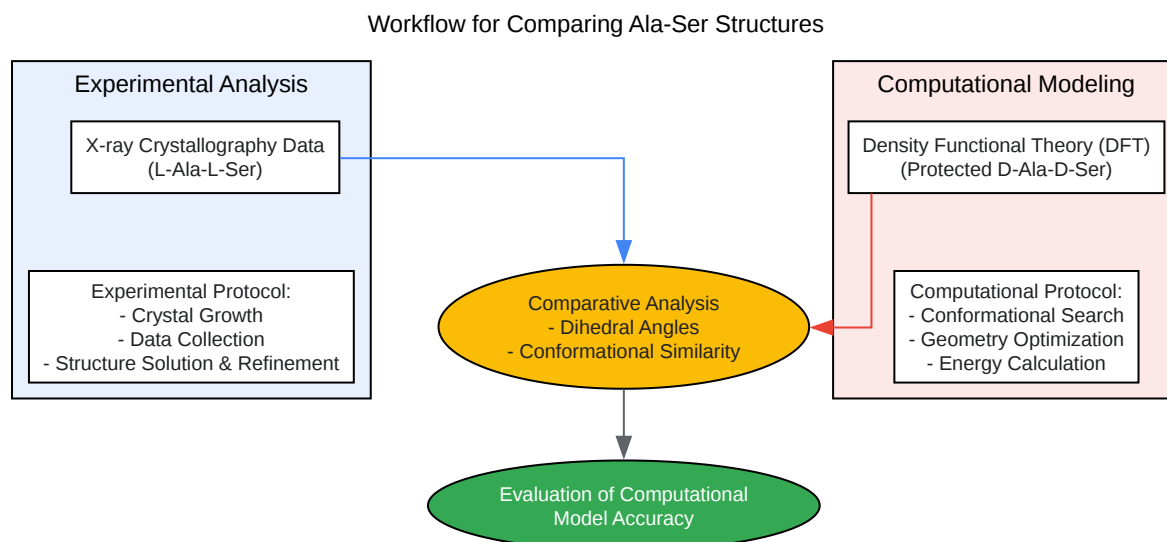 Workflow for Comparing Ala-Ser Structures
Experimental Analysis
X-ray Crystallography Data
(L-Ala-L-Ser)
Experimental Protocol:
- Crystal Growth
- Data Collection
- Structure Solution & Refinement
Computational Modeling
Density Functional Theory (DFT)
(Protected D-Ala-D-Ser)
Computational Protocol:
- Conformational Search
- Geometry Optimization
- Energy Calculation
Comparative Analysis
- Dihedral Angles
- Conformational Similarity
Evaluation of Computational
Model Accuracy